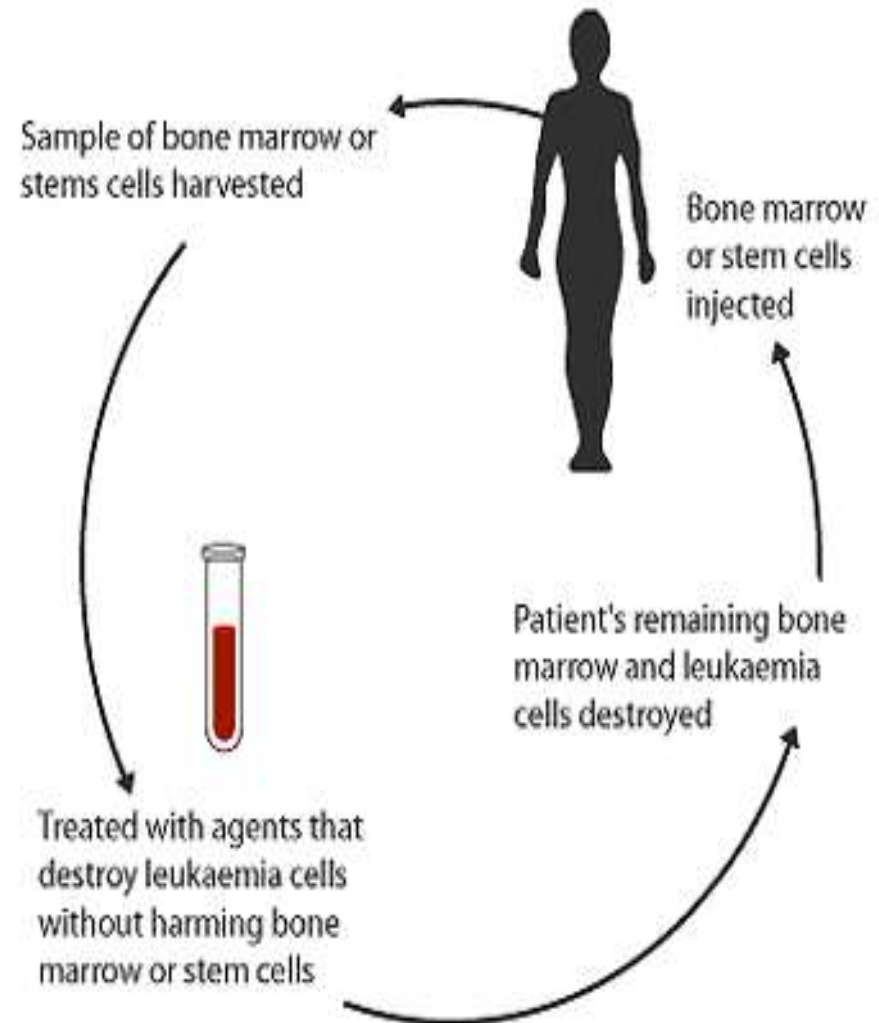 Sample of bone marrow or
stems cells harvested
Treated with agents that
destroy leukaemia cells
without harming bone
marrow or stem cells
Patient's remaining bone
marrow and leukaemia
cells destroyed
Bone marrow
or stem cells
injected